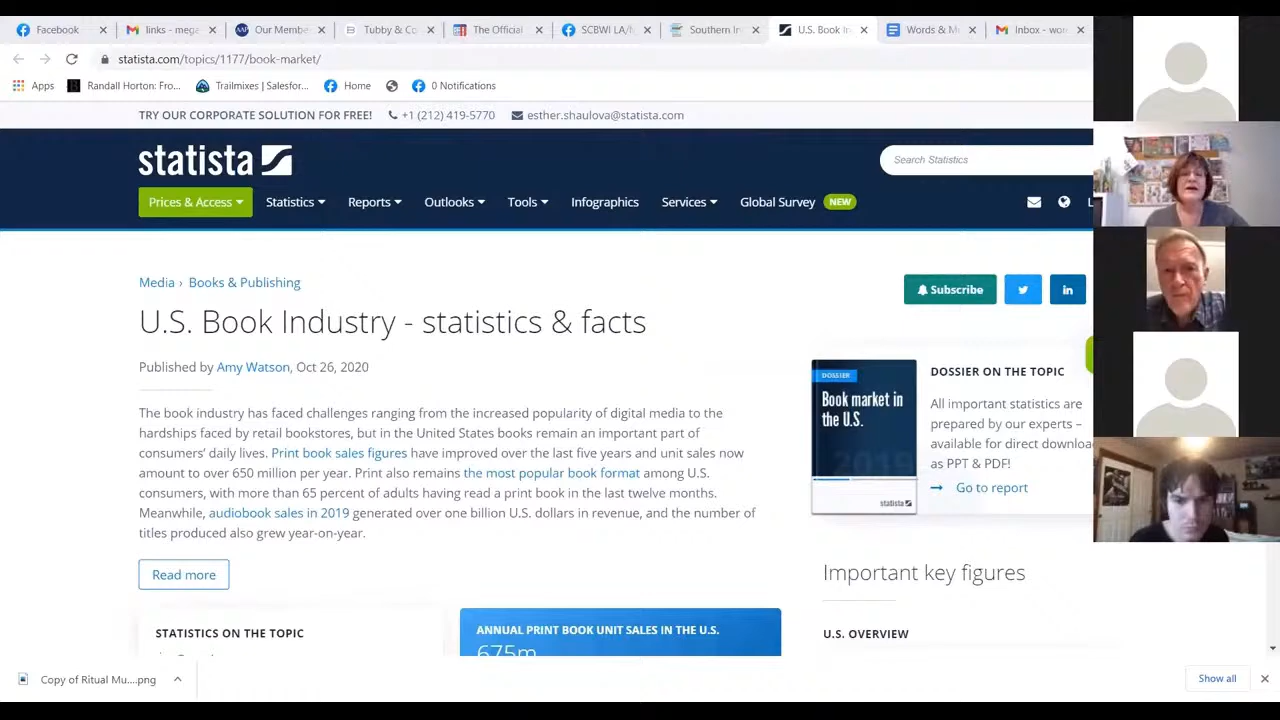 Facebook
links - me
Our Mem
Tubby & Co
The Official
SCBWI LA/
Southern In
U.S. Book In
Words & M
Inbox - wor
statista.com/topics/1177/book-market/
Apps
Randall Horton: Fro...
Trailmixes | Salesfor...
Home
0 Notifications
TRY OUR CORPORATE SOLUTION FOR FREE!
+1 (212) 419-5770
esther.shaulova@statista.com
statista
Search Statistics
Prices & Access
Statistics
Reports
Outlooks
Tools
Infographics
Services
Global Survey
NEW
L
Media › Books & Publishing
Subscribe
U.S. Book Industry - statistics & facts
Published by Amy Watson, Oct 26, 2020
The book industry has faced challenges ranging from the increased popularity of digital media to the
hardships faced by retail bookstores, but in the United States books remain an important part of
consumers' daily lives. Print book sales figures have improved over the last five years and unit sales now
amount to over 650 million per year. Print also remains the most popular book format among U.S.
consumers, with more than 65 percent of adults having read a print book in the last twelve months.
Meanwhile, audiobook sales in 2019 generated over one billion U.S. dollars in revenue, and the number of
titles produced also grew year-on-year.
Read more
DOSSIER
Book market in
the U.S.
2019
statista
DOSSIER ON THE TOPIC
All important statistics are
prepared by our experts –
available for direct downloa
as PPT & PDF!
→ Go to report
Important key figures
U.S. OVERVIEW
STATISTICS ON THE TOPIC
ANNUAL PRINT BOOK UNIT SALES IN THE U.S.
675m
Copy of Ritual Mu....png
Show all